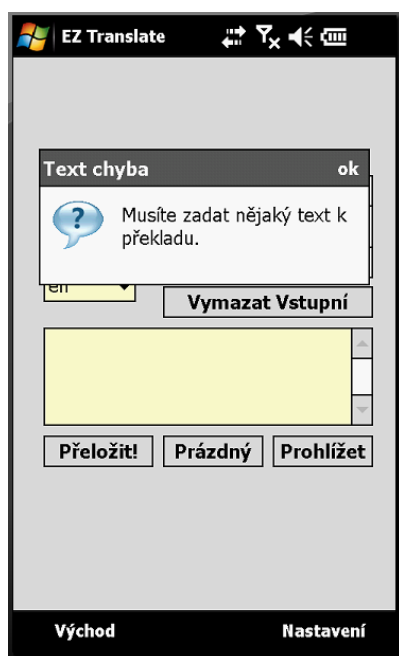 EZ Translate
Text chyba ok
Musíte zadat nějaký text k
překladu.
en
Vymazat Vstupní
Přeložit! Prázdný Prohlížet
Východ Nastavení